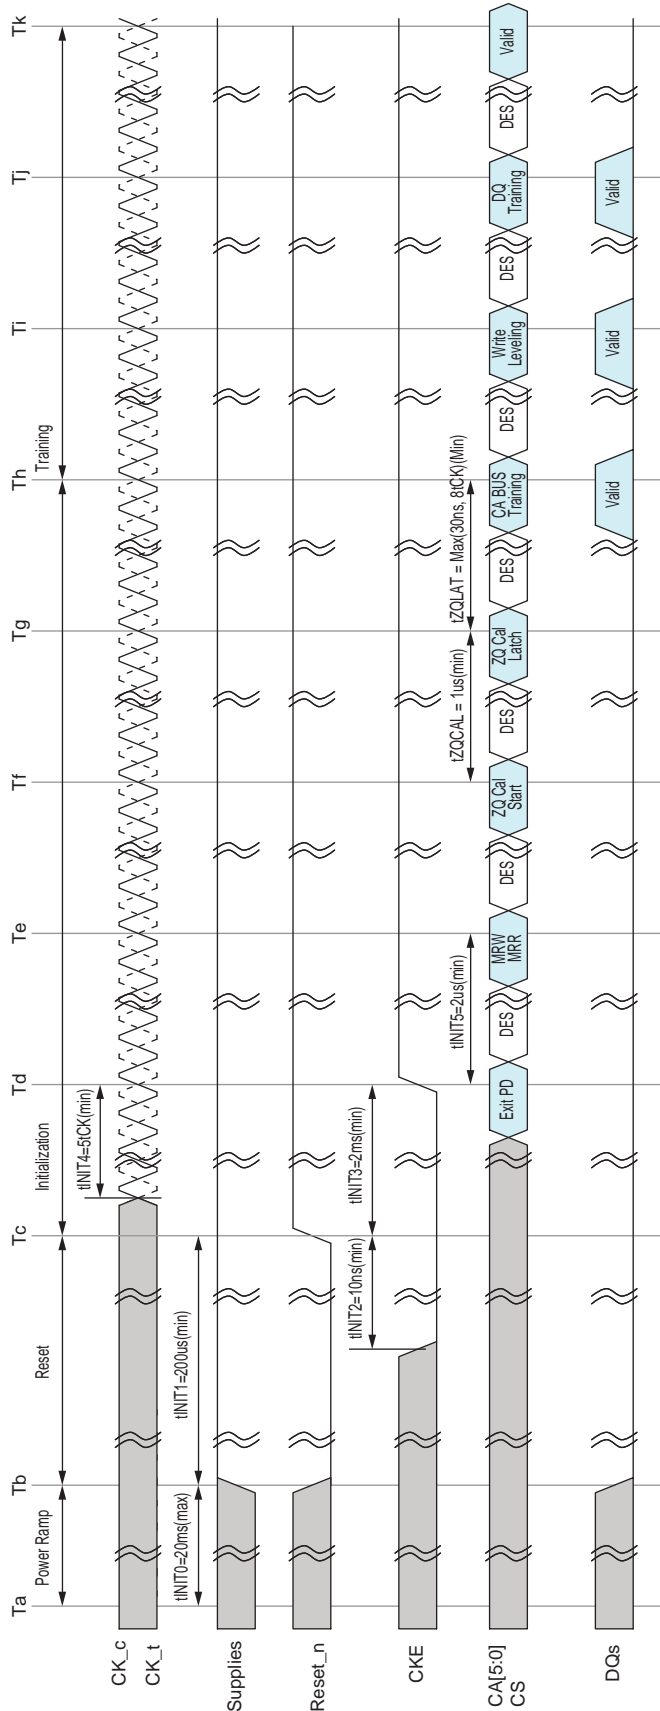 Ta Tb Tc Td Te Tf Tg Th Ti Tj Tk
Power Ramp Reset Initialization Training
tINIT4=5tCK(min)
CK_c
CK_t
tINIT0=20ms(max) tINIT1=200us(min)
Supplies
Reset_n
tINIT2=10ns(min) tINIT3=2ms(min)
CKE
tINIT5=2us(min) tZQCAL = 1us(min) tZQLAT = Max(30ns, 8tCK)(Min)
CA[5:0]
CS
Exit PD
DES
MRW
MRR
DES
ZQ Cal
Start
DES
ZQ Cal
Latch
DES
CA BUS
Training
DES
Write
Leveling
DES
DQ
Training
DES
Valid
DQs
Valid
Valid
Valid